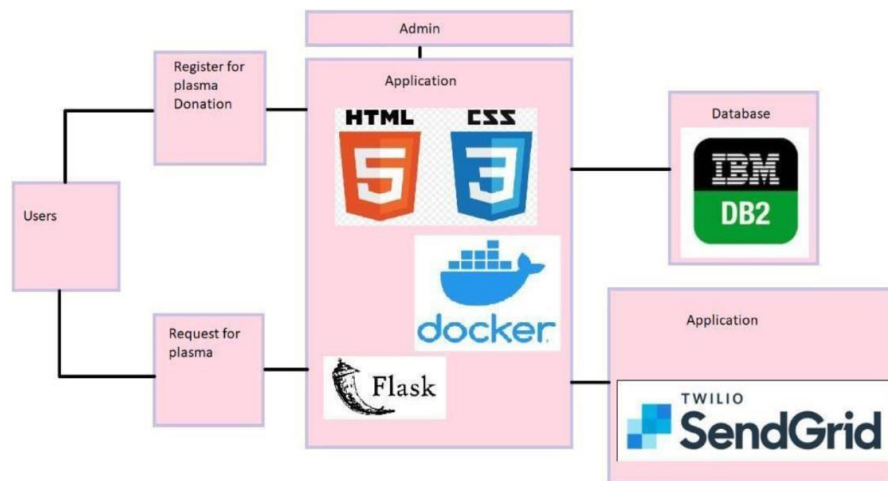 Admin
Register for
plasma
Donation
Application
HTML
5
CSS
3
Database
IBM
DB2
Users
docker
Request for
plasma
Flask
Application
TWILIO
SendGrid